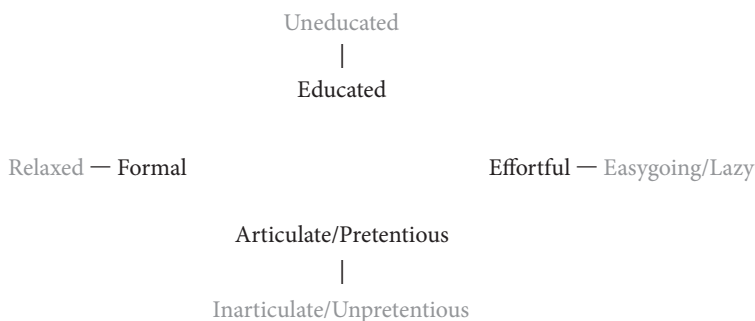 Uneducated
Educated
Relaxed — Formal
Effortful — Easygoing/Lazy
Articulate/Pretentious
Inarticulate/Unpretentious